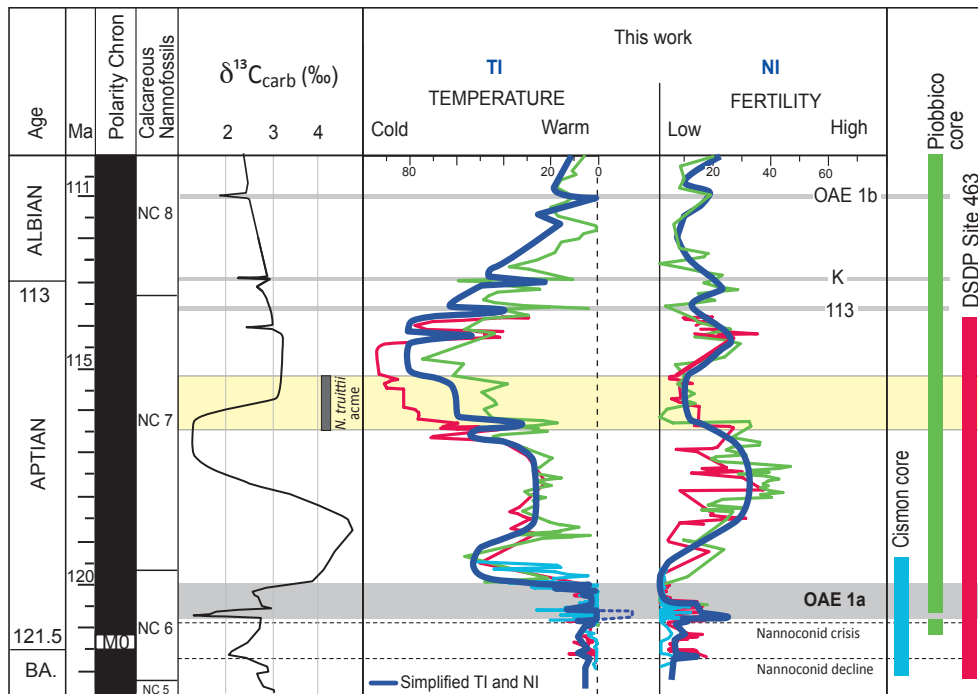 This work
TI
NI
δ13Ccarb (‰)
TEMPERATURE
FERTILITY
Cold
Warm
Low
High
Age
Ma
Polarity Chron
Calcareous
Nannofossils
2
3
4
80
20
0
20
40
60
Piobbico
core
DSDP Site 463
Cismon core
ALBIAN
111
NC 8
OAE 1b
K
113
113
115
N. truittii
acme
NC 7
APTIAN
120
OAE 1a
121.5
M0
NC 6
Nannoconid crisis
BA.
Nannoconid decline
NC 5
Simplified TI and NI